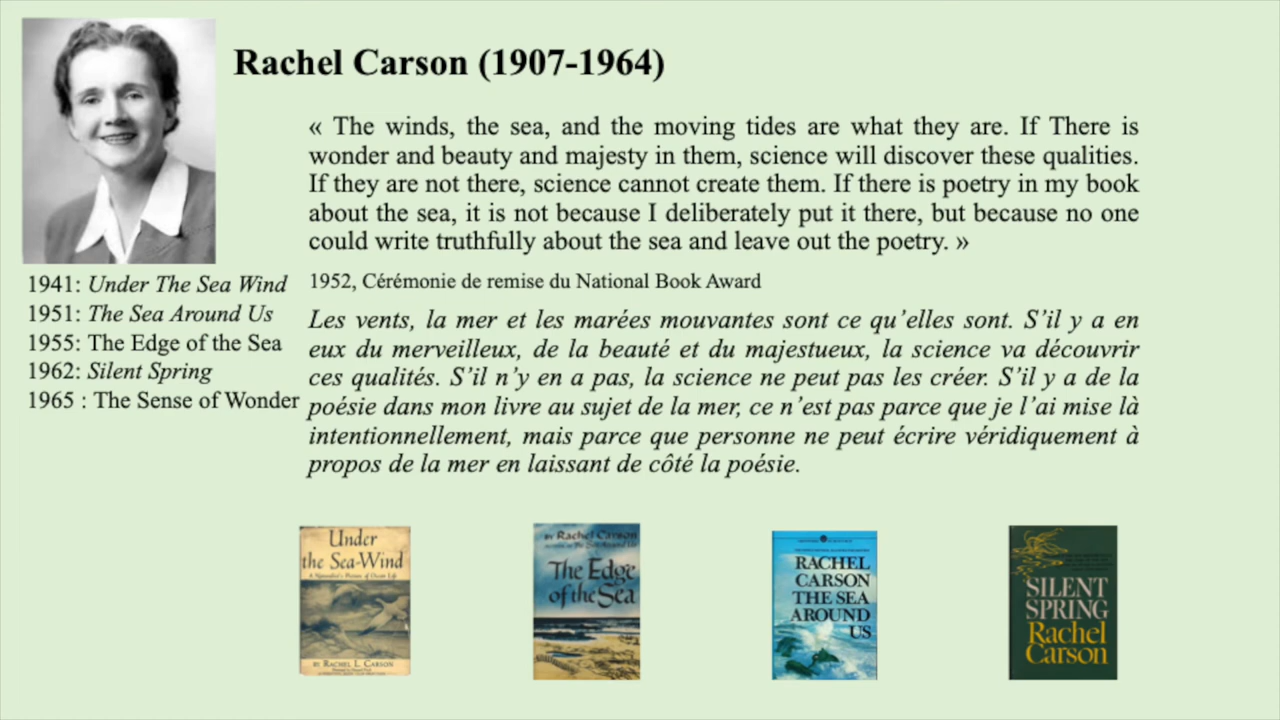 Rachel Carson (1907-1964)
« The winds, the sea, and the moving tides are what they are. If There is
wonder and beauty and majesty in them, science will discover these qualities.
If they are not there, science cannot create them. If there is poetry in my book
about the sea, it is not because I deliberately put it there, but because no one
could write truthfully about the sea and leave out the poetry. »
1952, Cérémonie de remise du National Book Award
Les vents, la mer et les marées mouvantes sont ce qu’elles sont. S’il y a en
eux du merveilleux, de la beauté et du majestueux, la science va découvrir
ces qualités. S’il n’y en a pas, la science ne peut pas les créer. S’il y a de la
poésie dans mon livre au sujet de la mer, ce n’est pas parce que je l’ai mise là
intentionnellement, mais parce que personne ne peut écrire véridiquement à
propos de la mer en laissant de côté la poésie.
1941: Under The Sea Wind
1951: The Sea Around Us
1955: The Edge of the Sea
1962: Silent Spring
1965 : The Sense of Wonder
Under
the Sea-Wind
A Naturalist's Picture of Ocean Life
BY RACHEL L. CARSON
BY Rachel Carson
The Edge
of the Sea
RACHEL
CARSON
THE SEA
AROUND
US
SILENT
SPRING
Rachel
Carson